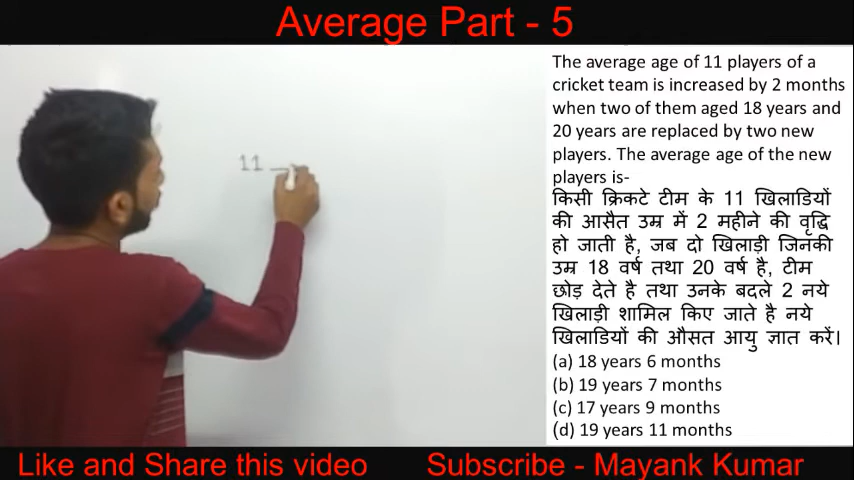 Average Part - 5
11 —
The average age of 11 players of a
cricket team is increased by 2 months
when two of them aged 18 years and
20 years are replaced by two new
players. The average age of the new
players is-
किसी क्रिकटे टीम के 11 खिलाडियों
की आसैत उम्र में 2 महीने की वृद्धि
हो जाती है, जब दो खिलाड़ी जिनकी
उम्र 18 वर्ष तथा 20 वर्ष है, टीम
छोड़ देते है तथा उनके बदले 2 नये
खिलाड़ी शामिल किए जाते है नये
खिलाडियों की औसत आयु ज्ञात करें।
(a) 18 years 6 months
(b) 19 years 7 months
(c) 17 years 9 months
(d) 19 years 11 months
Like and Share this video
Subscribe - Mayank Kumar